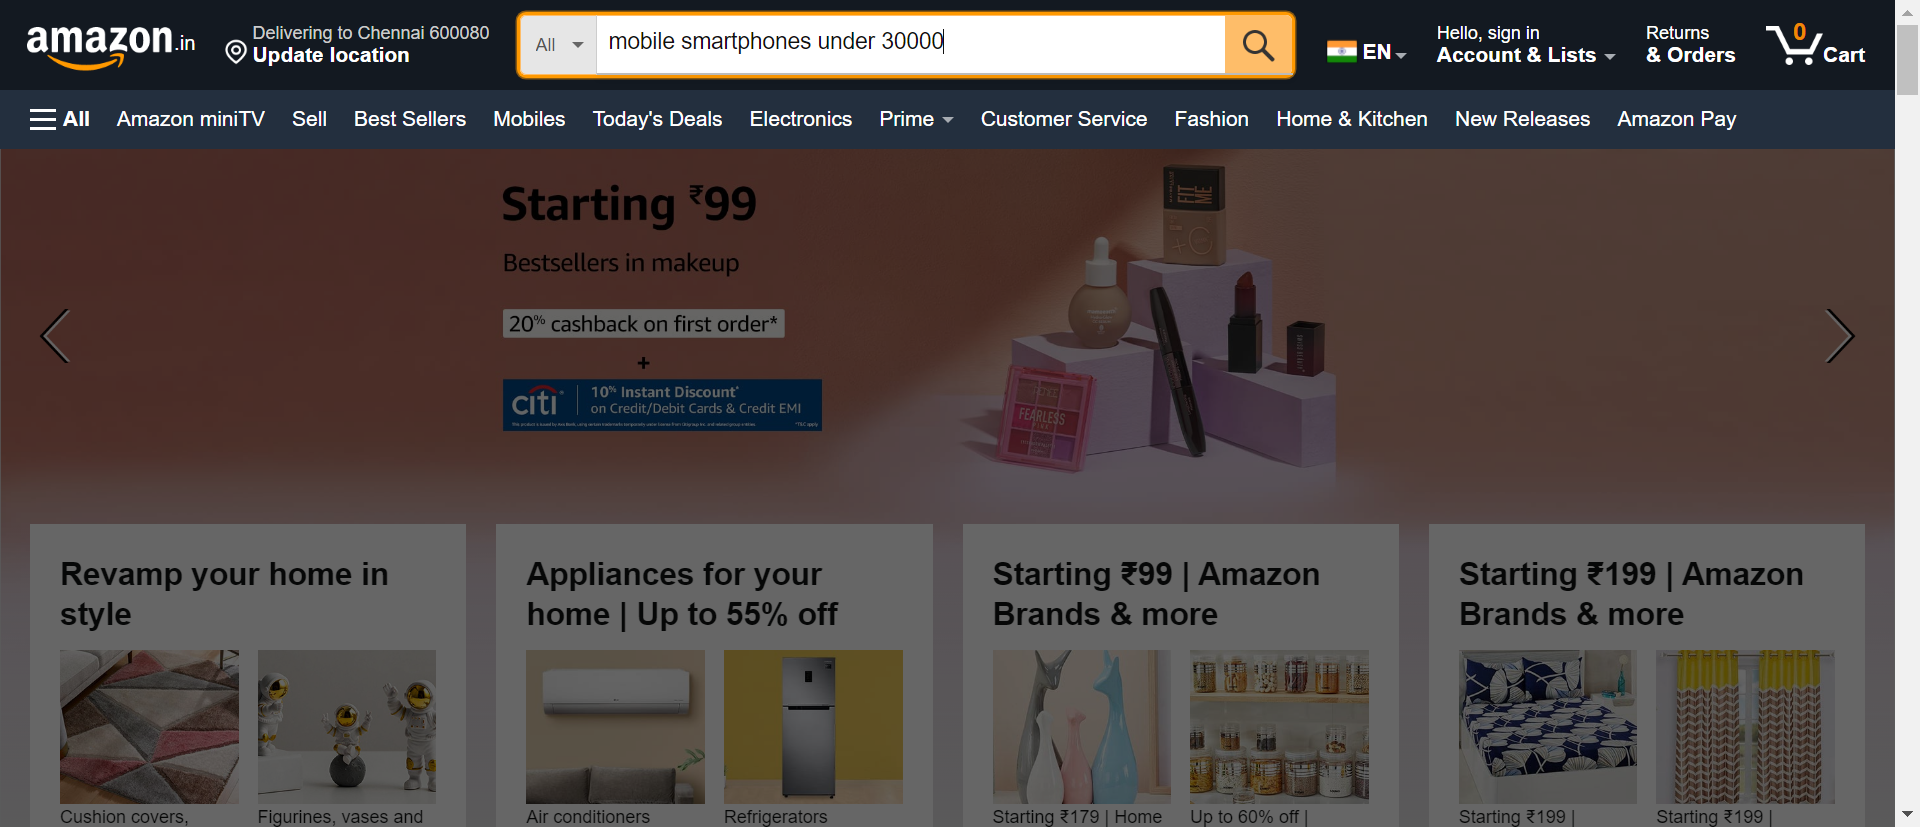 amazon.in
Delivering to Chennai 600080
Update location
All
mobile smartphones under 30000
EN
Hello, sign in
Account & Lists
Returns
& Orders
0
Cart
All
Amazon miniTV
Sell
Best Sellers
Mobiles
Today's Deals
Electronics
Prime
Customer Service
Fashion
Home & Kitchen
New Releases
Amazon Pay
Starting ₹99
Bestsellers in makeup
20% cashback on first order*
+
citi
10% Instant Discount*
on Credit/Debit Cards & Credit EMI
*T&C apply
FIT
ME
FEARLESS
Revamp your home in
style
Cushion covers,
Figurines, vases and
Appliances for your
home | Up to 55% off
Air conditioners
Refrigerators
Starting ₹99 | Amazon
Brands & more
Starting ₹179 | Home
Up to 60% off |
Starting ₹199 | Amazon
Brands & more
Starting ₹199 |
Starting ₹199 |